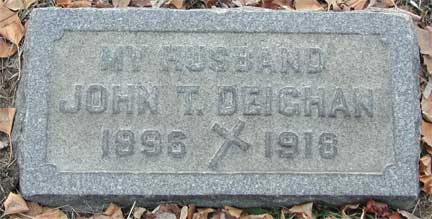 MY HUSBAND
JOHN T. DEIGHAN
1896 1918